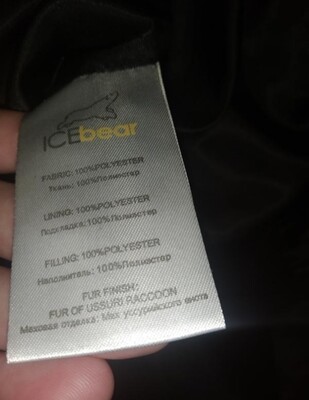 ICEbear
FABRIC: 100%POLYESTER
Ткань: 100%Полиэстер
LINING: 100%POLYESTER
Подкладка:100%Полиэстер
FILLING: 100%POLYESTER
Наполнитель: 100%Полиэстер
FUR FINISH:
FUR OF USSURI RACCOON
Меховая отделка: Мех уссурийского енота